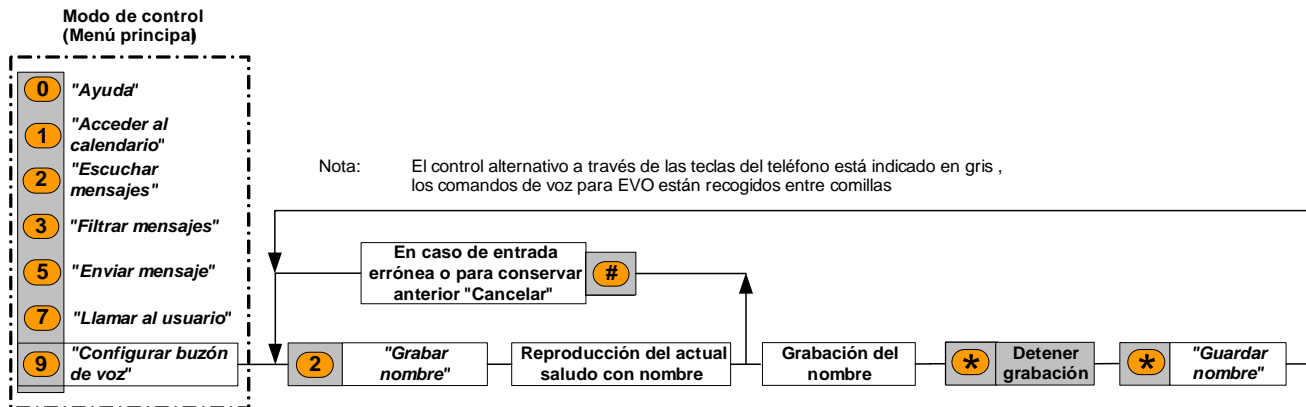 Modo de control
(Menú principal)
0 "Ayuda"
1 "Acceder al
calendario"
2 "Escuchar
mensajes"
3 "Filtrar mensajes"
5 "Enviar mensaje"
7 "Llamar al usuario"
9 "Configurar buzón
de voz"
Nota: El control alternativo a través de las teclas del teléfono está indicado en gris ,
los comandos de voz para EVO están recogidos entre comillas
En caso de entrada
errónea o para conservar
anterior "Cancelar"
#
2 "Grabar
nombre"
Reproducción del actual
saludo con nombre
Grabación del
nombre
* Detener
grabación
* "Guardar
nombre"